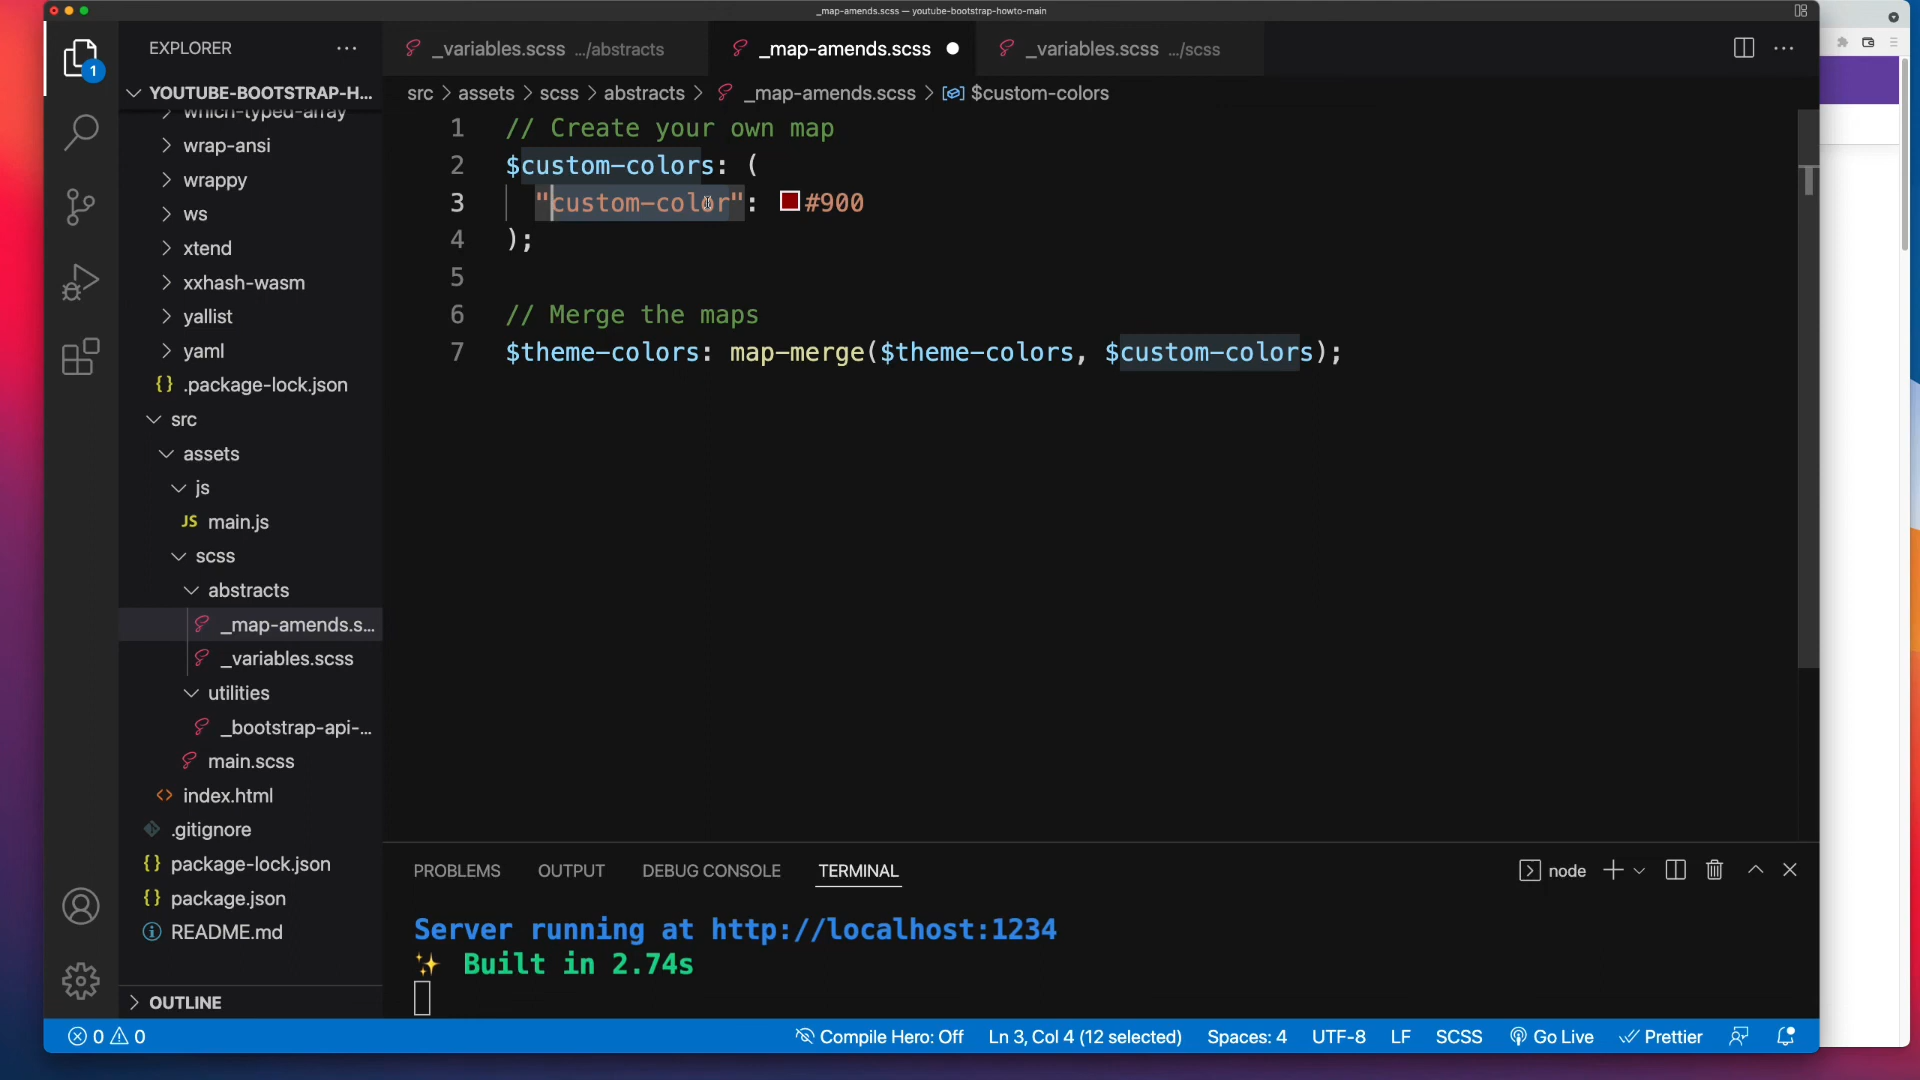 _map-amends.scss — youtube-bootstrap-howto-main
EXPLORER
_variables.scss .../abstracts
_map-amends.scss
_variables.scss .../scss
YOUTUBE-BOOTSTRAP-H...
src > assets > scss > abstracts > _map-amends.scss > $custom-colors
which-typed-array
wrap-ansi
wrappy
ws
xtend
xxhash-wasm
yallist
yaml
{} .package-lock.json
src
assets
js
JS main.js
scss
abstracts
_map-amends.s...
_variables.scss
utilities
_bootstrap-api-...
main.scss
<> index.html
.gitignore
{} package-lock.json
{} package.json
README.md
OUTLINE
1 // Create your own map
2 $custom-colors: (
3 "custom-color": #900
4 );
5
6 // Merge the maps
7 $theme-colors: map-merge($theme-colors, $custom-colors);
PROBLEMS OUTPUT DEBUG CONSOLE TERMINAL
node
Server running at http://localhost:1234
✨ Built in 2.74s
1
0 0
Compile Hero: Off Ln 3, Col 4 (12 selected) Spaces: 4 UTF-8 LF SCSS Go Live Prettier